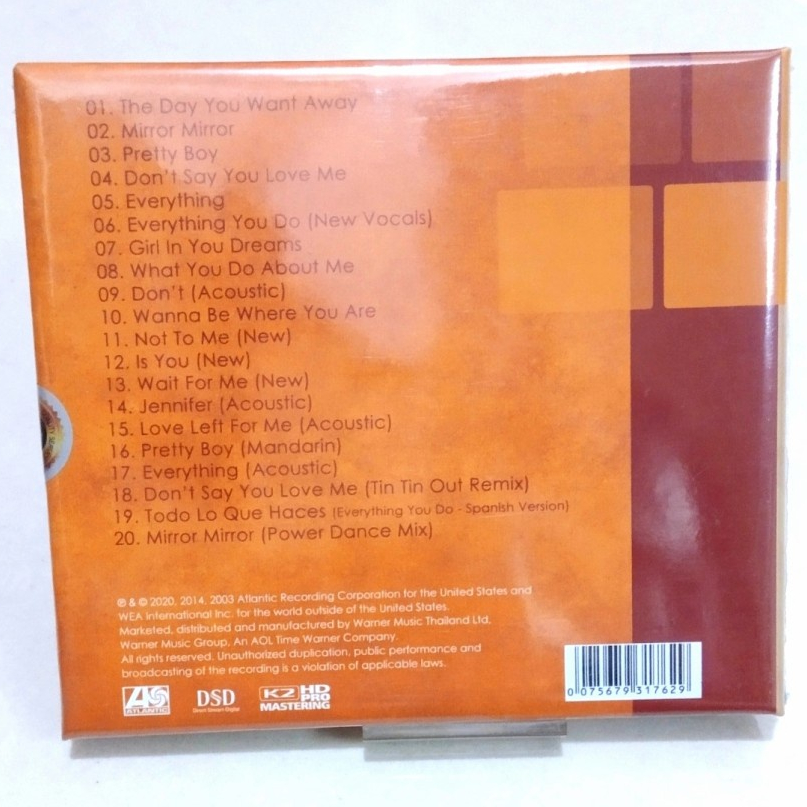 01. The Day You Want Away
02. Mirror Mirror
03. Pretty Boy
04. Don't Say You Love Me
05. Everything
06. Everything You Do (New Vocals)
07. Girl In You Dreams
08. What You Do About Me
09. Don't (Acoustic)
10. Wanna Be Where You Are
11. Not To Me (New)
12. Is You (New)
13. Wait For Me (New)
14. Jennifer (Acoustic)
15. Love Left For Me (Acoustic)
16. Pretty Boy (Mandarin)
17. Everything (Acoustic)
18. Don't Say You Love Me (Tin Tin Out Remix)
19. Todo Lo Que Haces (Everything You Do - Spanish Version)
20. Mirror Mirror (Power Dance Mix)
℗ & © 2020, 2014, 2003 Atlantic Recording Corporation for the United States and
WEA International Inc. for the world outside of the United States.
Marketed, distributed and manufactured by Warner Music Thailand Ltd.
Warner Music Group. An AOL Time Warner Company.
All rights reserved. Unauthorized duplication, public performance and
broadcasting of the recording is a violation of applicable laws.
ATLANTIC
DSD
Direct Stream Digital
K2 HD
PRO
MASTERING
0 075679 317629